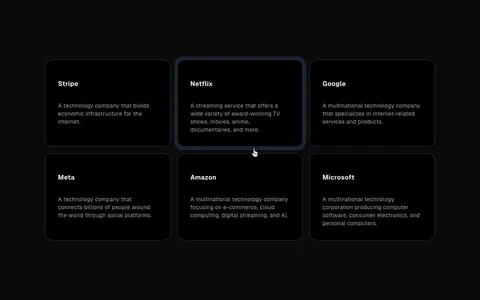 Stripe
A technology company that builds
economic infrastructure for the
internet.
Netflix
A streaming service that offers a
wide variety of award-winning TV
shows, movies, anime,
documentaries, and more.
Google
A multinational technology company
that specializes in Internet-related
services and products.
Meta
A technology company that
connects billions of people around
the world through social platforms.
Amazon
A multinational technology company
focusing on e-commerce, cloud
computing, digital streaming, and AI.
Microsoft
A multinational technology
corporation producing computer
software, consumer electronics, and
personal computers.